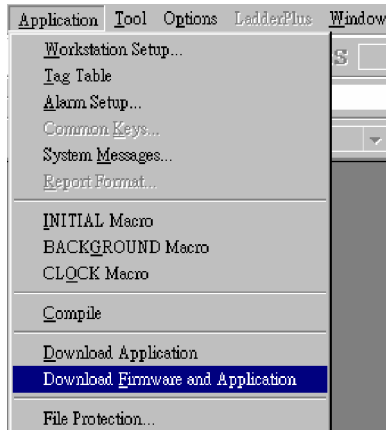 Application Tool Options LadderPlus Window
Workstation Setup...
Tag Table
S
Alarm Setup...
Common Keys...
System Messages...
Report Format...
INITIAL Macro
BACKGROUND Macro
CLOCK Macro
Compile
Download Application
Download Firmware and Application
File Protection...